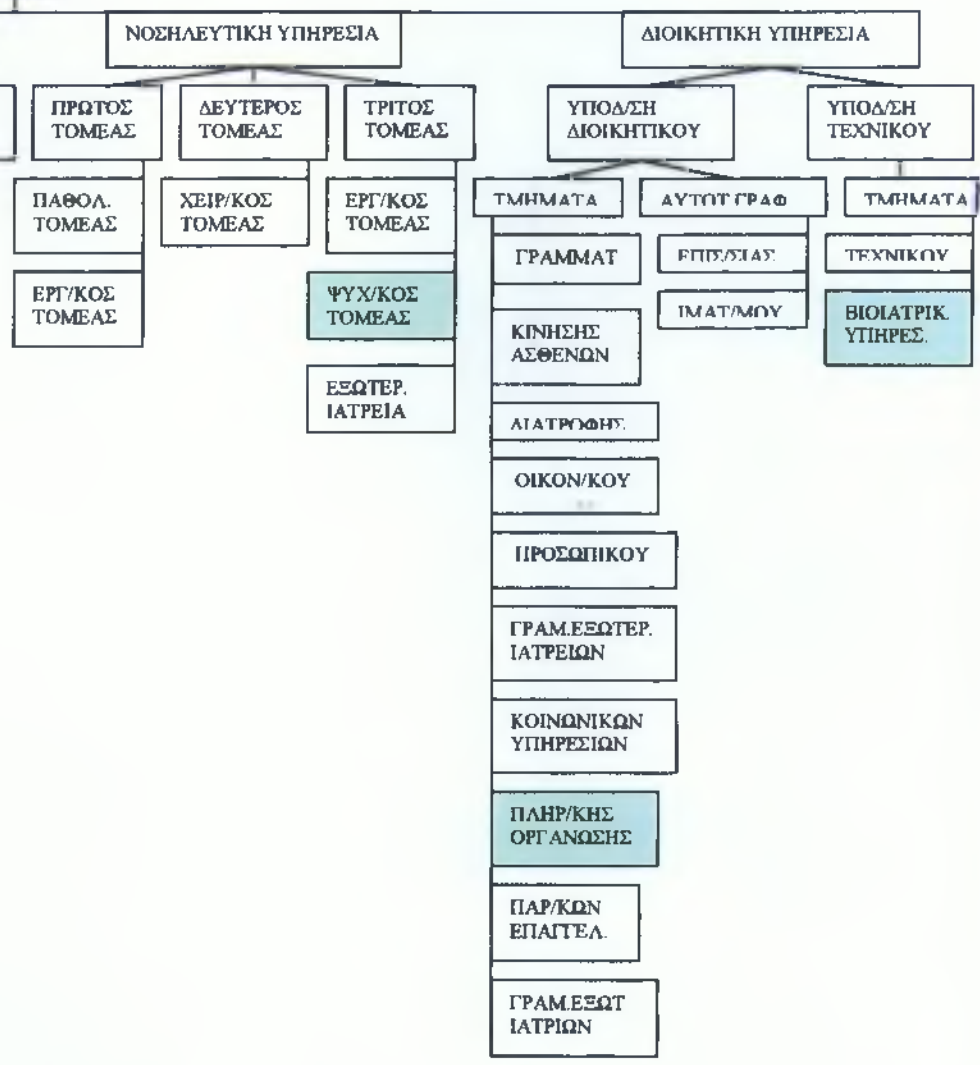 ΝΟΣΗΛΕΥΤΙΚΗ ΥΠΗΡΕΣΙΑ
ΔΙΟΙΚΗΤΙΚΗ ΥΠΗΡΕΣΙΑ
ΠΡΩΤΟΣ
ΤΟΜΕΑΣ
ΔΕΥΤΕΡΟΣ
ΤΟΜΕΑΣ
ΤΡΙΤΟΣ
ΤΟΜΕΑΣ
ΥΠΟΔ/ΣΗ
ΔΙΟΙΚΗΤΙΚΟΥ
ΥΠΟΔ/ΣΗ
ΤΕΧΝΙΚΟΥ
ΠΑΘΟΛ.
ΤΟΜΕΑΣ
ΕΡΓ/ΚΟΣ
ΤΟΜΕΑΣ
ΧΕΙΡ/ΚΟΣ
ΤΟΜΕΑΣ
ΕΡΓ/ΚΟΣ
ΤΟΜΕΑΣ
ΨΥΧ/ΚΟΣ
ΤΟΜΕΑΣ
ΕΞΩΤΕΡ.
ΙΑΤΡΕΙΑ
ΤΜΗΜΑΤΑ
ΓΡΑΜΜΑΤ
ΚΙΝΗΣΗΣ
ΑΣΘΕΝΩΝ
ΔΙΑΤΡΟΦΗΣ
ΟΙΚΟΝ/ΚΟΥ
ΠΡΟΣΩΠΙΚΟΥ
ΓΡΑΜ.ΕΞΩΤΕΡ.
ΙΑΤΡΕΙΩΝ
ΚΟΙΝΩΝΙΚΩΝ
ΥΠΗΡΕΣΙΩΝ
ΠΛΗΡ/ΚΗΣ
ΟΡΓΑΝΩΣΗΣ
ΠΑΡ/ΚΩΝ
ΕΠΑΓΓΕΛ.
ΓΡΑΜ.ΕΞΩΤ
ΙΑΤΡΙΩΝ
ΑΥΤΟΤ ΓΡΑΦ
ΕΠΙΣ/ΣΙΑΣ
ΙΜΑΤ/ΜΟΥ
ΤΜΗΜΑΤΑ
ΤΕΧΝΙΚΟΥ
ΒΙΟΙΑΤΡΙΚ.
ΥΠΗΡΕΣ.